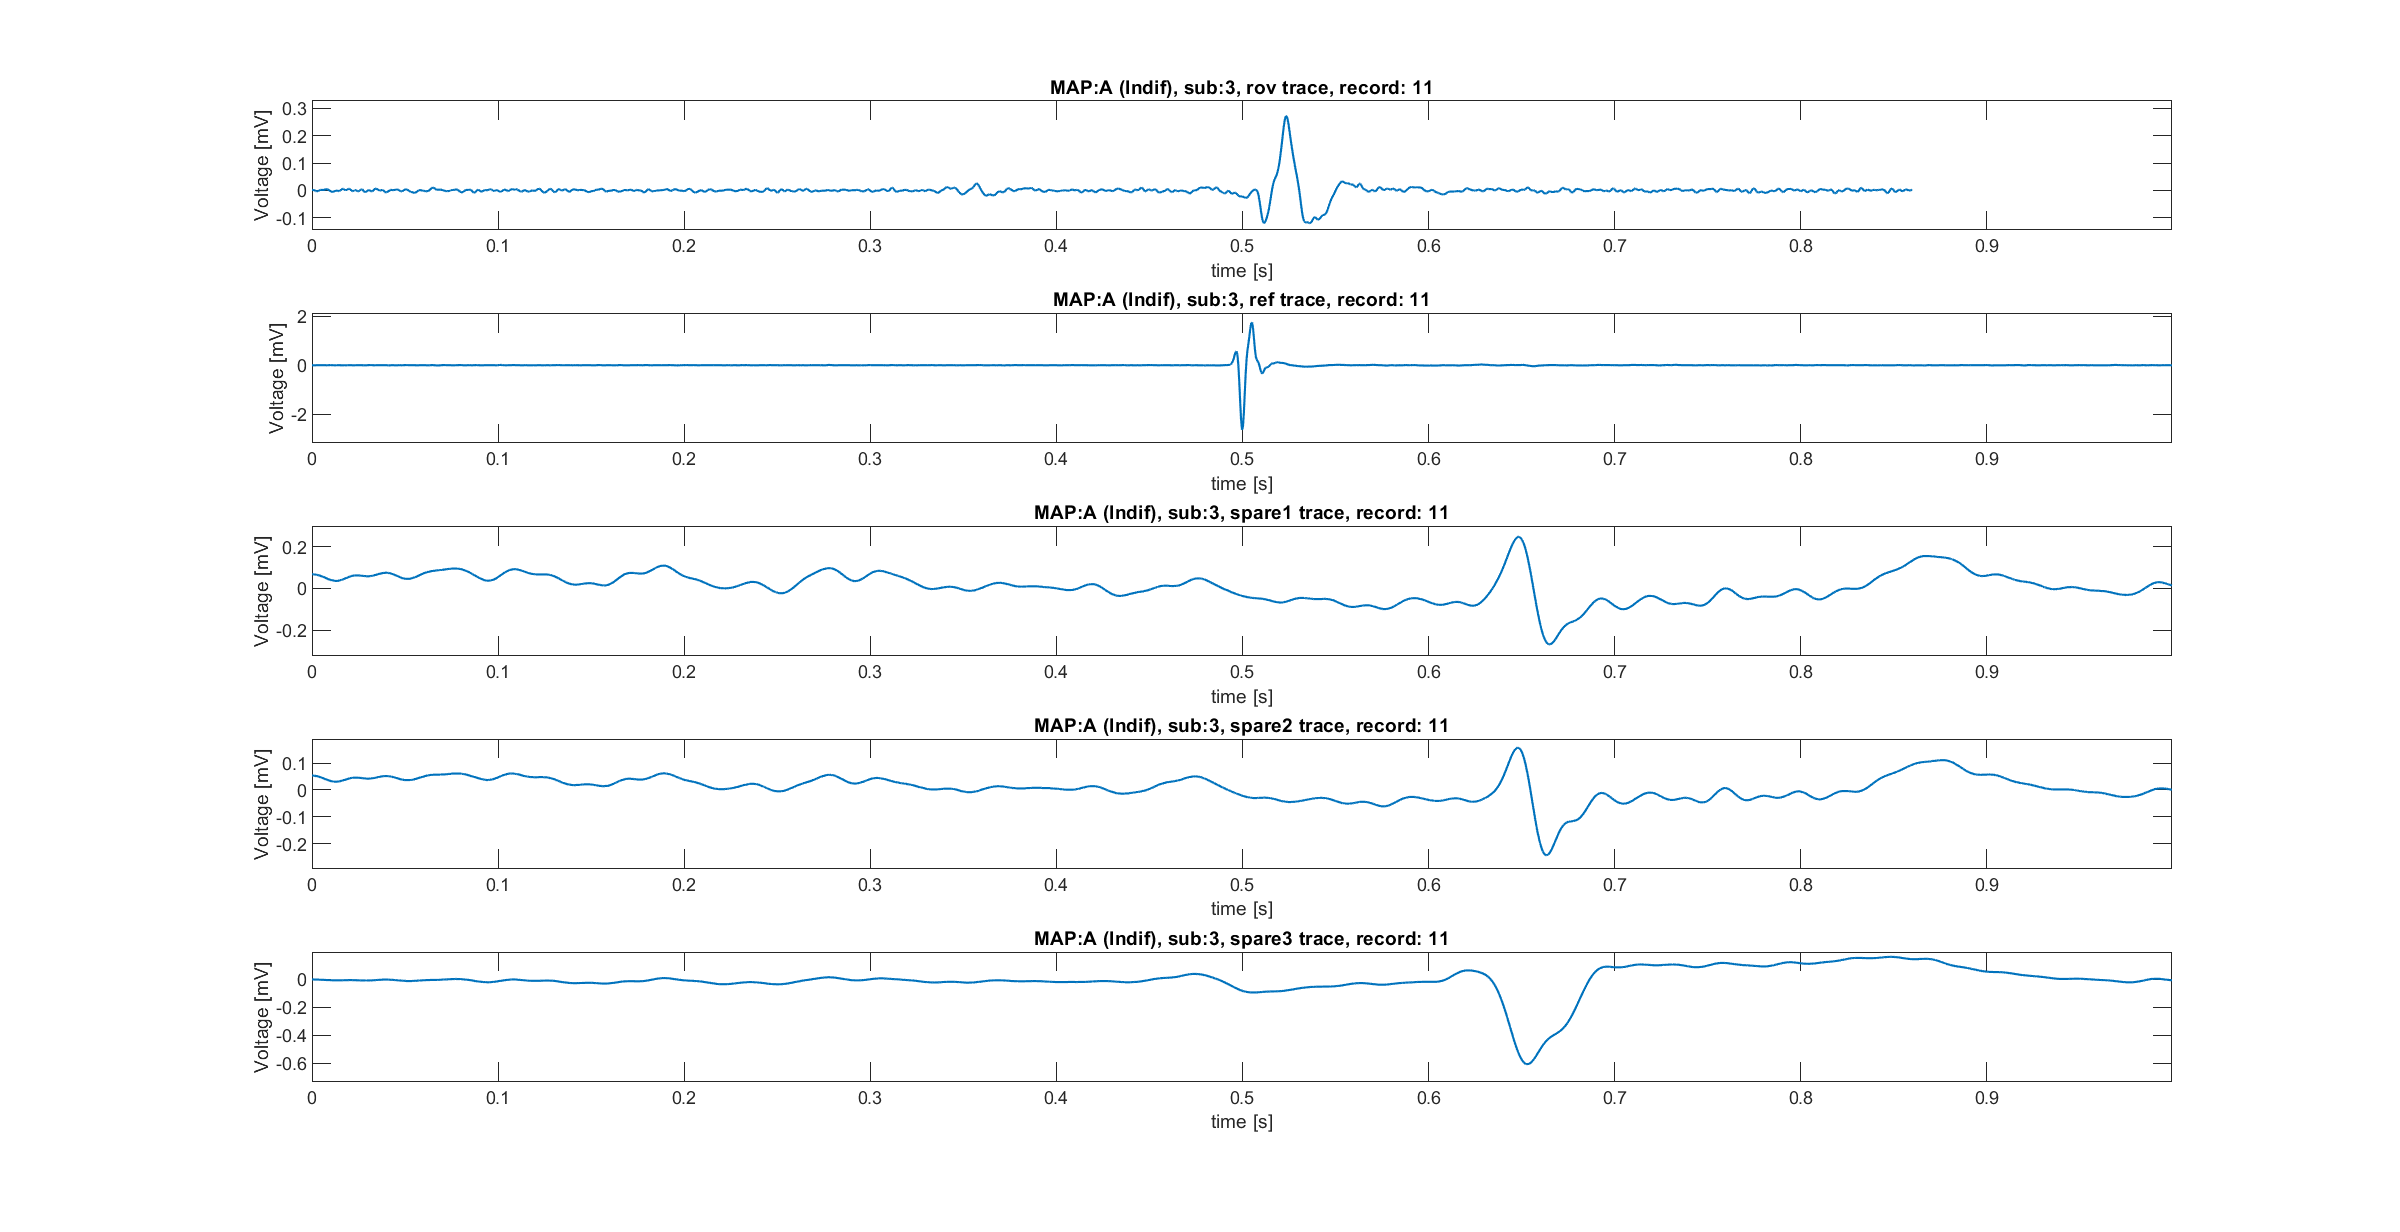 MAP:A (Indif), sub:3, rov trace, record: 11
Voltage [mV]
0.3
0.2
0.1
0
-0.1
0 0.1 0.2 0.3 0.4 0.5 0.6 0.7 0.8 0.9
time [s]
MAP:A (Indif), sub:3, ref trace, record: 11
Voltage [mV]
2
0
-2
0 0.1 0.2 0.3 0.4 0.5 0.6 0.7 0.8 0.9
time [s]
MAP:A (Indif), sub:3, spare1 trace, record: 11
Voltage [mV]
0.2
0
-0.2
0 0.1 0.2 0.3 0.4 0.5 0.6 0.7 0.8 0.9
time [s]
MAP:A (Indif), sub:3, spare2 trace, record: 11
Voltage [mV]
0.1
0
-0.1
-0.2
0 0.1 0.2 0.3 0.4 0.5 0.6 0.7 0.8 0.9
time [s]
MAP:A (Indif), sub:3, spare3 trace, record: 11
Voltage [mV]
0
-0.2
-0.4
-0.6
0 0.1 0.2 0.3 0.4 0.5 0.6 0.7 0.8 0.9
time [s]